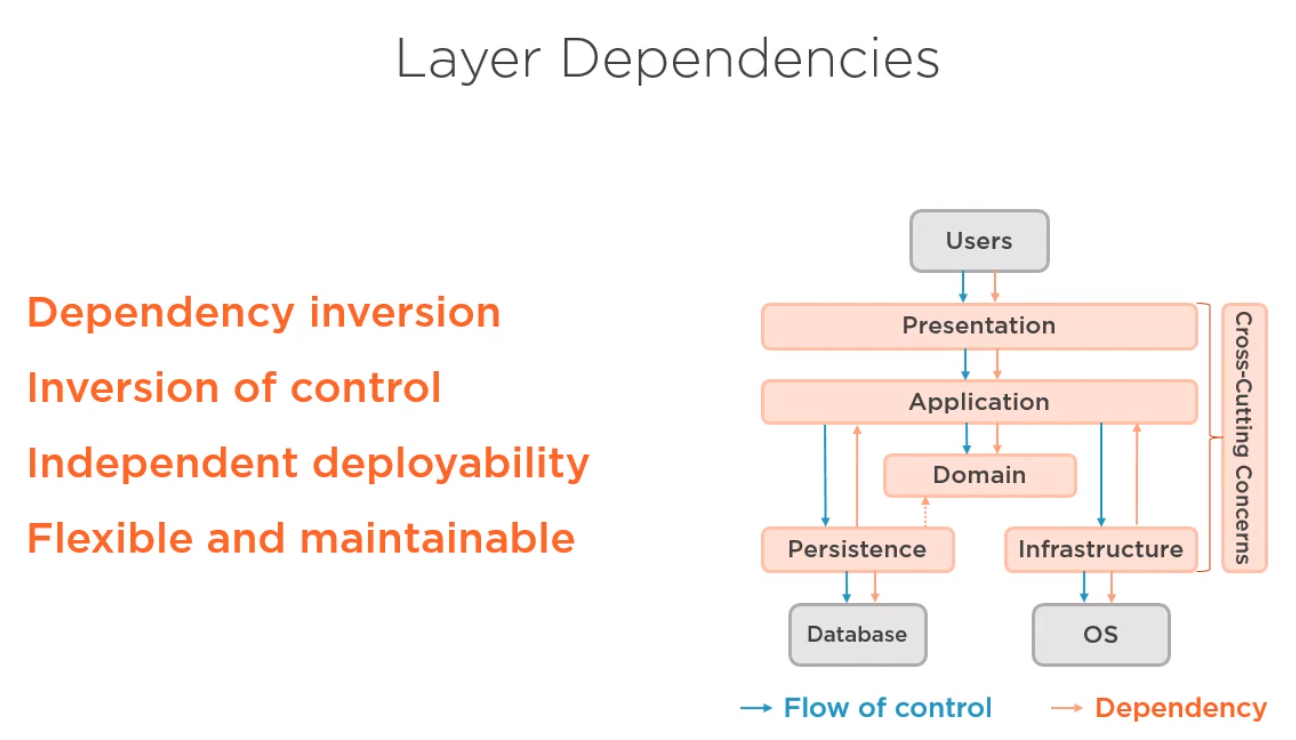 Layer Dependencies
Dependency inversion
Inversion of control
Independent deployability
Flexible and maintainable
Users
Presentation
Application
Domain
Persistence
Infrastructure
Cross-Cutting Concerns
Database
OS
Flow of control
Dependency